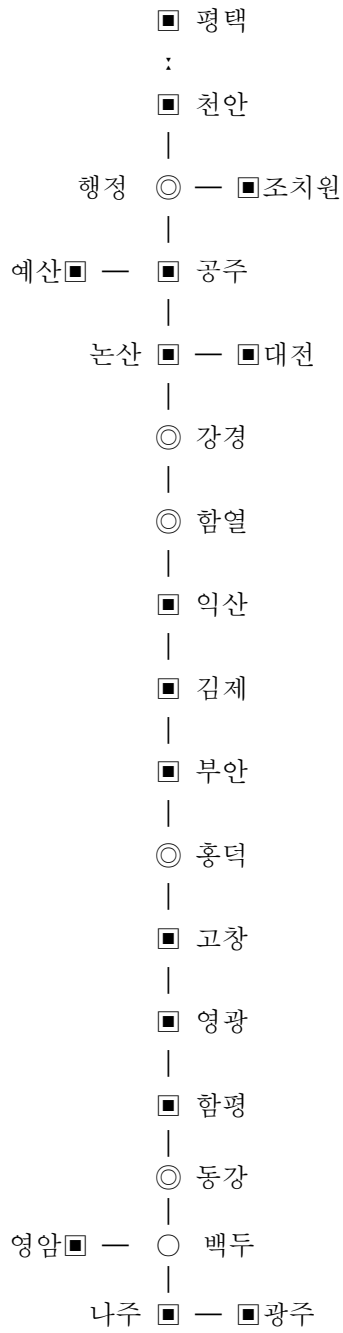 ▣ 평택
:
▣ 천안
|
행정 ◎ ― ▣조치원
|
예산▣ ― ▣ 공주
|
논산 ▣ ― ▣대전
|
◎ 강경
|
◎ 함열
|
▣ 익산
|
▣ 김제
|
▣ 부안
|
◎ 흥덕
|
▣ 고창
|
▣ 영광
|
▣ 함평
|
◎ 동강
|
영암▣ ― ○ 백두
|
나주 ▣ ― ▣광주